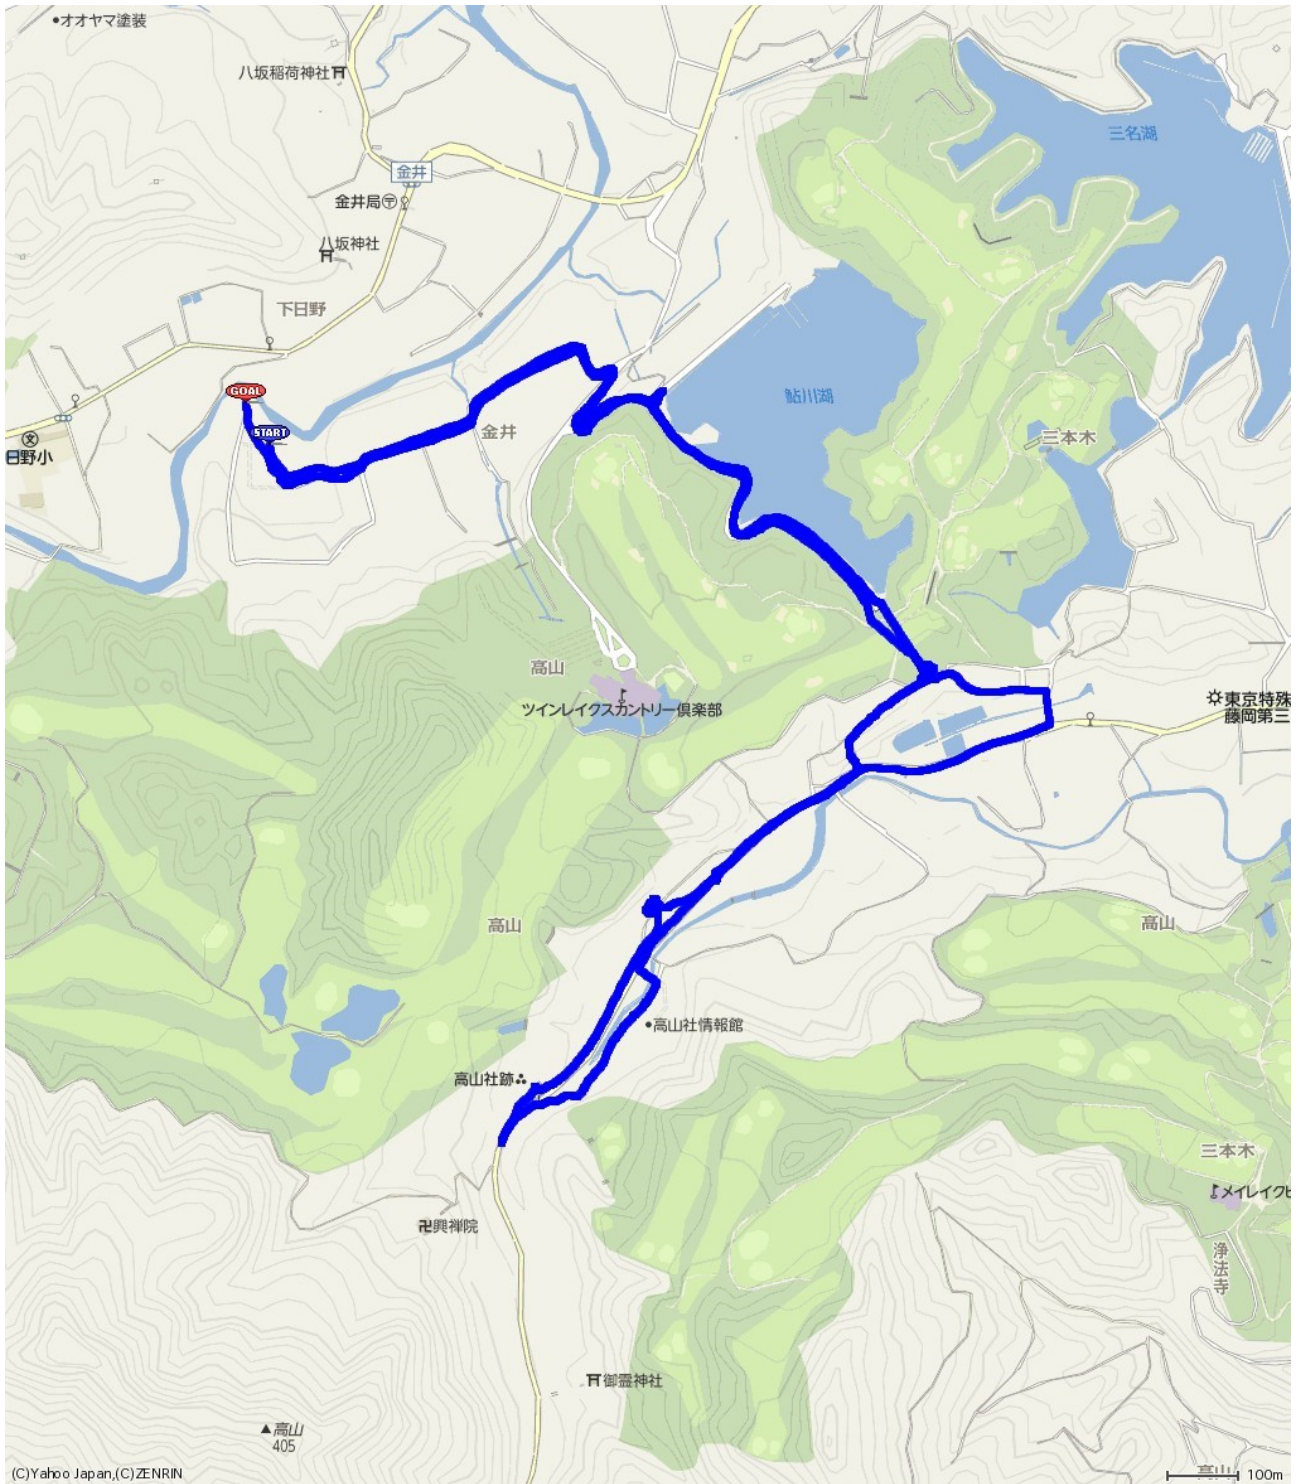 オオヤマ塗装
八坂稲荷神社
三名湖
金井
金井局
八坂神社
下日野
GOAL
鮎川湖
START
金井
三本木
日野小
高山
東京特殊
ツインレイクスカントリー倶楽部
藤岡第三
高山
高山
高山社情報館
高山社跡
三本木
メイレイクヒ
卍興禅院
浄法寺
御霊神社
▲高山
405
高山
(C)Yahoo Japan,(C)ZENRIN
100m